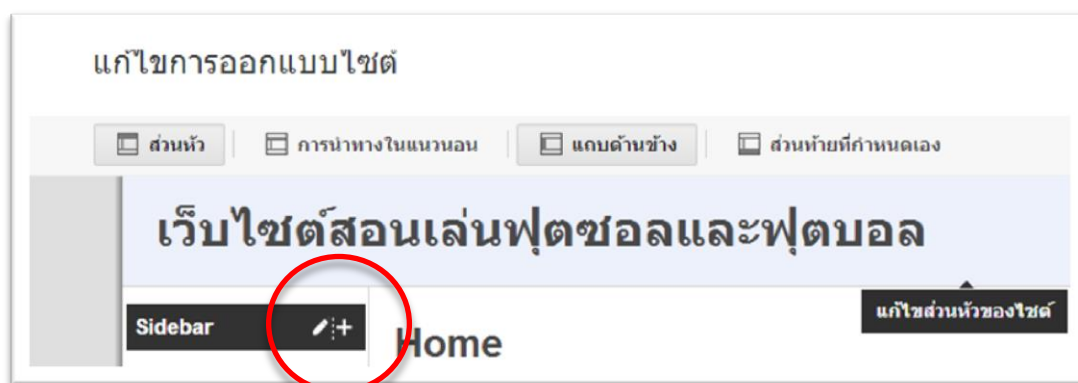 แก้ไขการออกแบบไซต์
ส่วนหัว การนำทางในแนวนอน แถบด้านข้าง ส่วนท้ายที่กำหนดเอง
เว็บไซต์สอนเล่นฟุตซอลและฟุตบอล
แก้ไขส่วนหัวของไซต์
Sidebar
Home